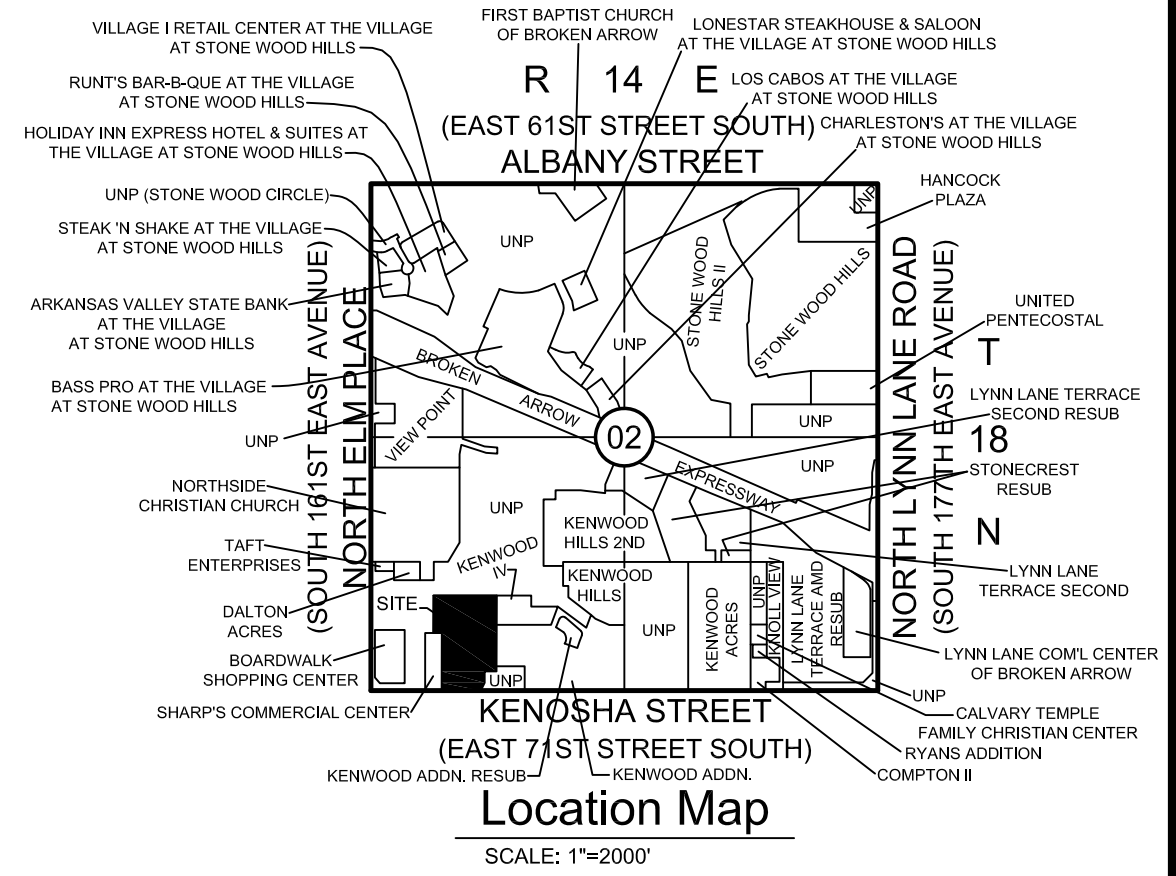 VILLAGE I RETAIL CENTER AT THE VILLAGE
AT STONE WOOD HILLS
FIRST BAPTIST CHURCH
OF BROKEN ARROW
LONESTAR STEAKHOUSE & SALOON
AT THE VILLAGE AT STONE WOOD HILLS
RUNT'S BAR-B-QUE AT THE VILLAGE
AT STONE WOOD HILLS
R 14 E
LOS CABOS AT THE VILLAGE
AT STONE WOOD HILLS
HOLIDAY INN EXPRESS HOTEL & SUITES AT
THE VILLAGE AT STONE WOOD HILLS
(EAST 61ST STREET SOUTH)
ALBANY STREET
CHARLESTON'S AT THE VILLAGE
AT STONE WOOD HILLS
UNP (STONE WOOD CIRCLE)
HANCOCK
PLAZA
STEAK 'N SHAKE AT THE VILLAGE
AT STONE WOOD HILLS
ARKANSAS VALLEY STATE BANK
AT THE VILLAGE
AT STONE WOOD HILLS
BASS PRO AT THE VILLAGE
AT STONE WOOD HILLS
UNP
NORTHSIDE
CHRISTIAN CHURCH
TAFT
ENTERPRISES
DALTON
ACRES
BOARDWALK
SHOPPING CENTER
SHARP'S COMMERCIAL CENTER
(SOUTH 161ST EAST AVENUE)
NORTH ELM PLACE
UNP
UNP
STONE WOOD
HILLS II
STONE WOOD HILLS
UNP
UNP
BROKEN
ARROW
EXPRESSWAY
VIEW POINT
02
UNP
UNP
KENWOOD
HILLS 2ND
KENWOOD
IV
KENWOOD
HILLS
SITE
UNP
UNP
KENWOOD
ACRES
UNP
KNOLL VIEW
LYNN LANE
TERRACE AMD
RESUB
NORTH LYNN LANE ROAD
(SOUTH 177TH EAST AVENUE)
UNITED
PENTECOSTAL
T
LYNN LANE TERRACE
SECOND RESUB
18
STONECREST
RESUB
N
LYNN LANE
TERRACE SECOND
LYNN LANE COM'L CENTER
OF BROKEN ARROW
UNP
CALVARY TEMPLE
FAMILY CHRISTIAN CENTER
RYANS ADDITION
COMPTON II
KENOSHA STREET
(EAST 71ST STREET SOUTH)
KENWOOD ADDN. RESUB
KENWOOD ADDN.
Location Map
SCALE: 1"=2000'